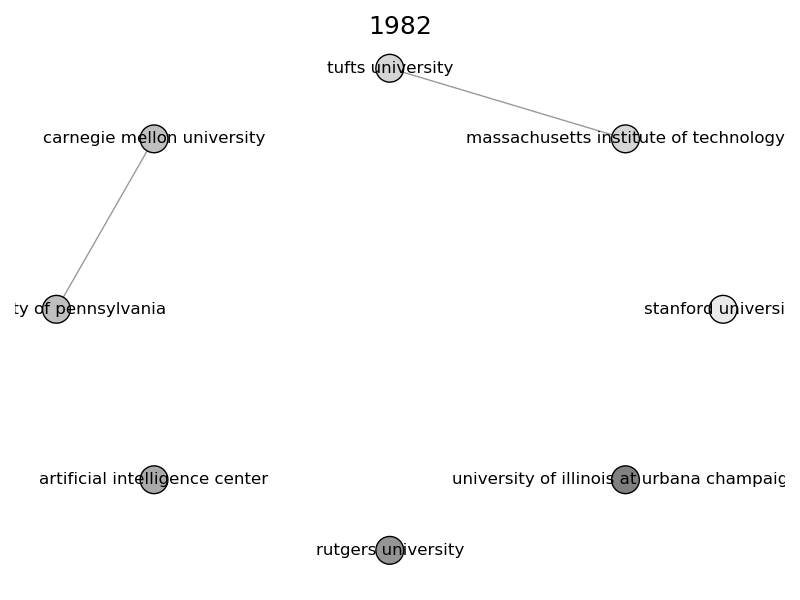 1982
tufts university
carnegie mellon university
massachusetts institute of technology
ty of pennsylvania
stanford universi
artificial intelligence center
university of illinois at urbana champaig
rutgers university